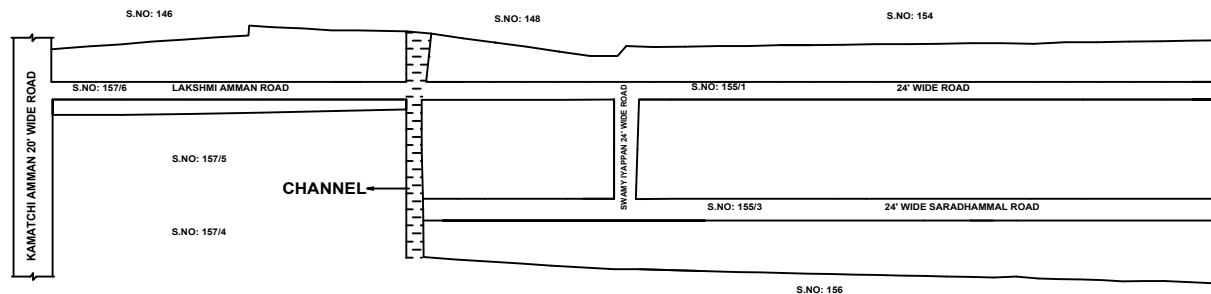 S.NO: 146
S.NO: 148
S.NO: 154
KAMATCHI AMMAN 20' WIDE ROAD
S.NO: 157/6
LAKSHMI AMMAN ROAD
S.NO: 155/1
24' WIDE ROAD
SWAMY IYAPPAN 24' WIDE ROAD
S.NO: 157/5
CHANNEL
S.NO: 155/3
24' WIDE SARADHAMMAL ROAD
S.NO: 157/4
S.NO: 156